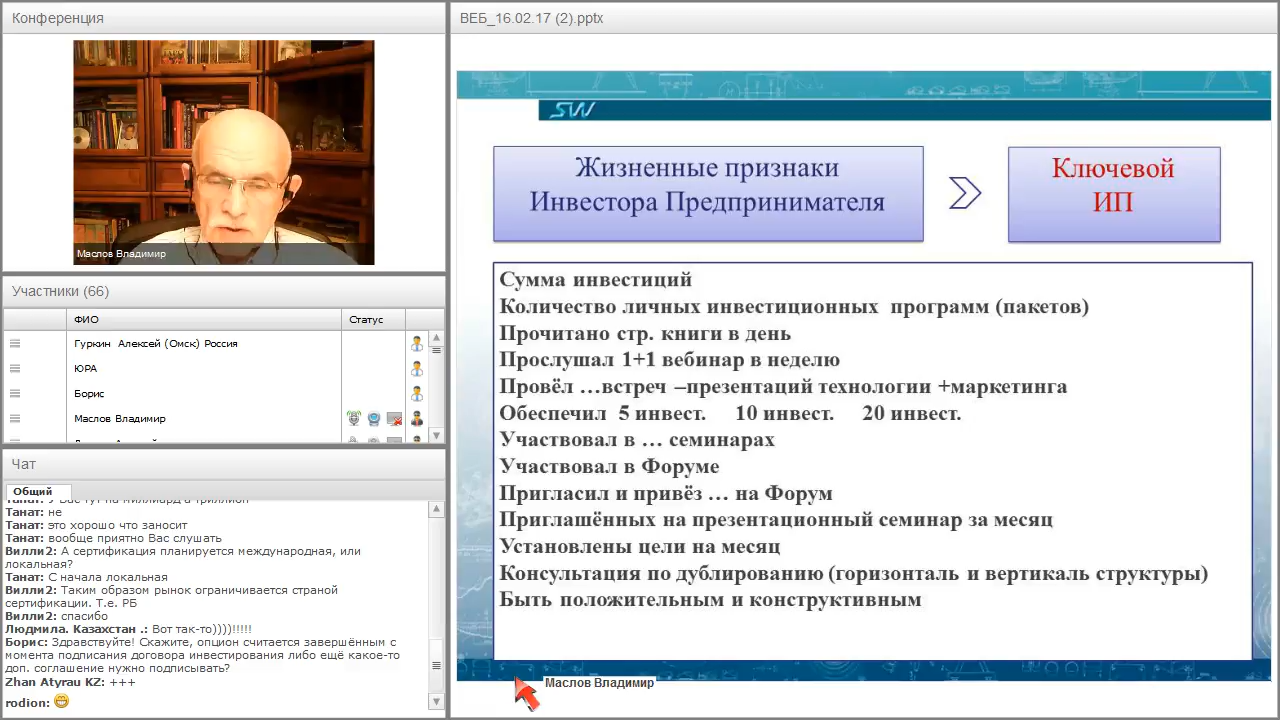 Конференция
Маслов Владимир
Участники (66)
ФИО
Статус
Гуркин Алексей (Омск) Россия
ЮРА
Борис
Маслов Владимир
Чат
Общий
Танат: У Вас тут на миллиард а триллион
Танат: не
Танат: это хорошо что заносит
Танат: вообще приятно Вас слушать
Вилли2: А сертификация планируется международная, или
локальная?
Танат: С начала локальная
Вилли2: Таким образом рынок ограничивается страной
сертификации. Т.е. РБ
Вилли2: спасибо
Людмила. Казахстан .: Вот так-то))))!!!!!
Борис: Здравствуйте! Скажите, опцион считается завершённым с
момента подписания договора инвестирования либо ещё какое-то
доп. соглашение нужно подписывать?
Zhan Atyrau KZ: +++
rodion:
ВЕБ_16.02.17 (2).pptx
SW
Жизненные признаки
Инвестора Предпринимателя
Ключевой
ИП
Сумма инвестиций
Количество личных инвестиционных программ (пакетов)
Прочитано стр. книги в день
Прослушал 1+1 вебинар в неделю
Провёл …встреч –презентаций технологии +маркетинга
Обеспечил 5 инвест. 10 инвест. 20 инвест.
Участвовал в … семинарах
Участвовал в Форуме
Пригласил и привёз … на Форум
Приглашённых на презентационный семинар за месяц
Установлены цели на месяц
Консультация по дублированию (горизонталь и вертикаль структуры)
Быть положительным и конструктивным
Маслов Владимир